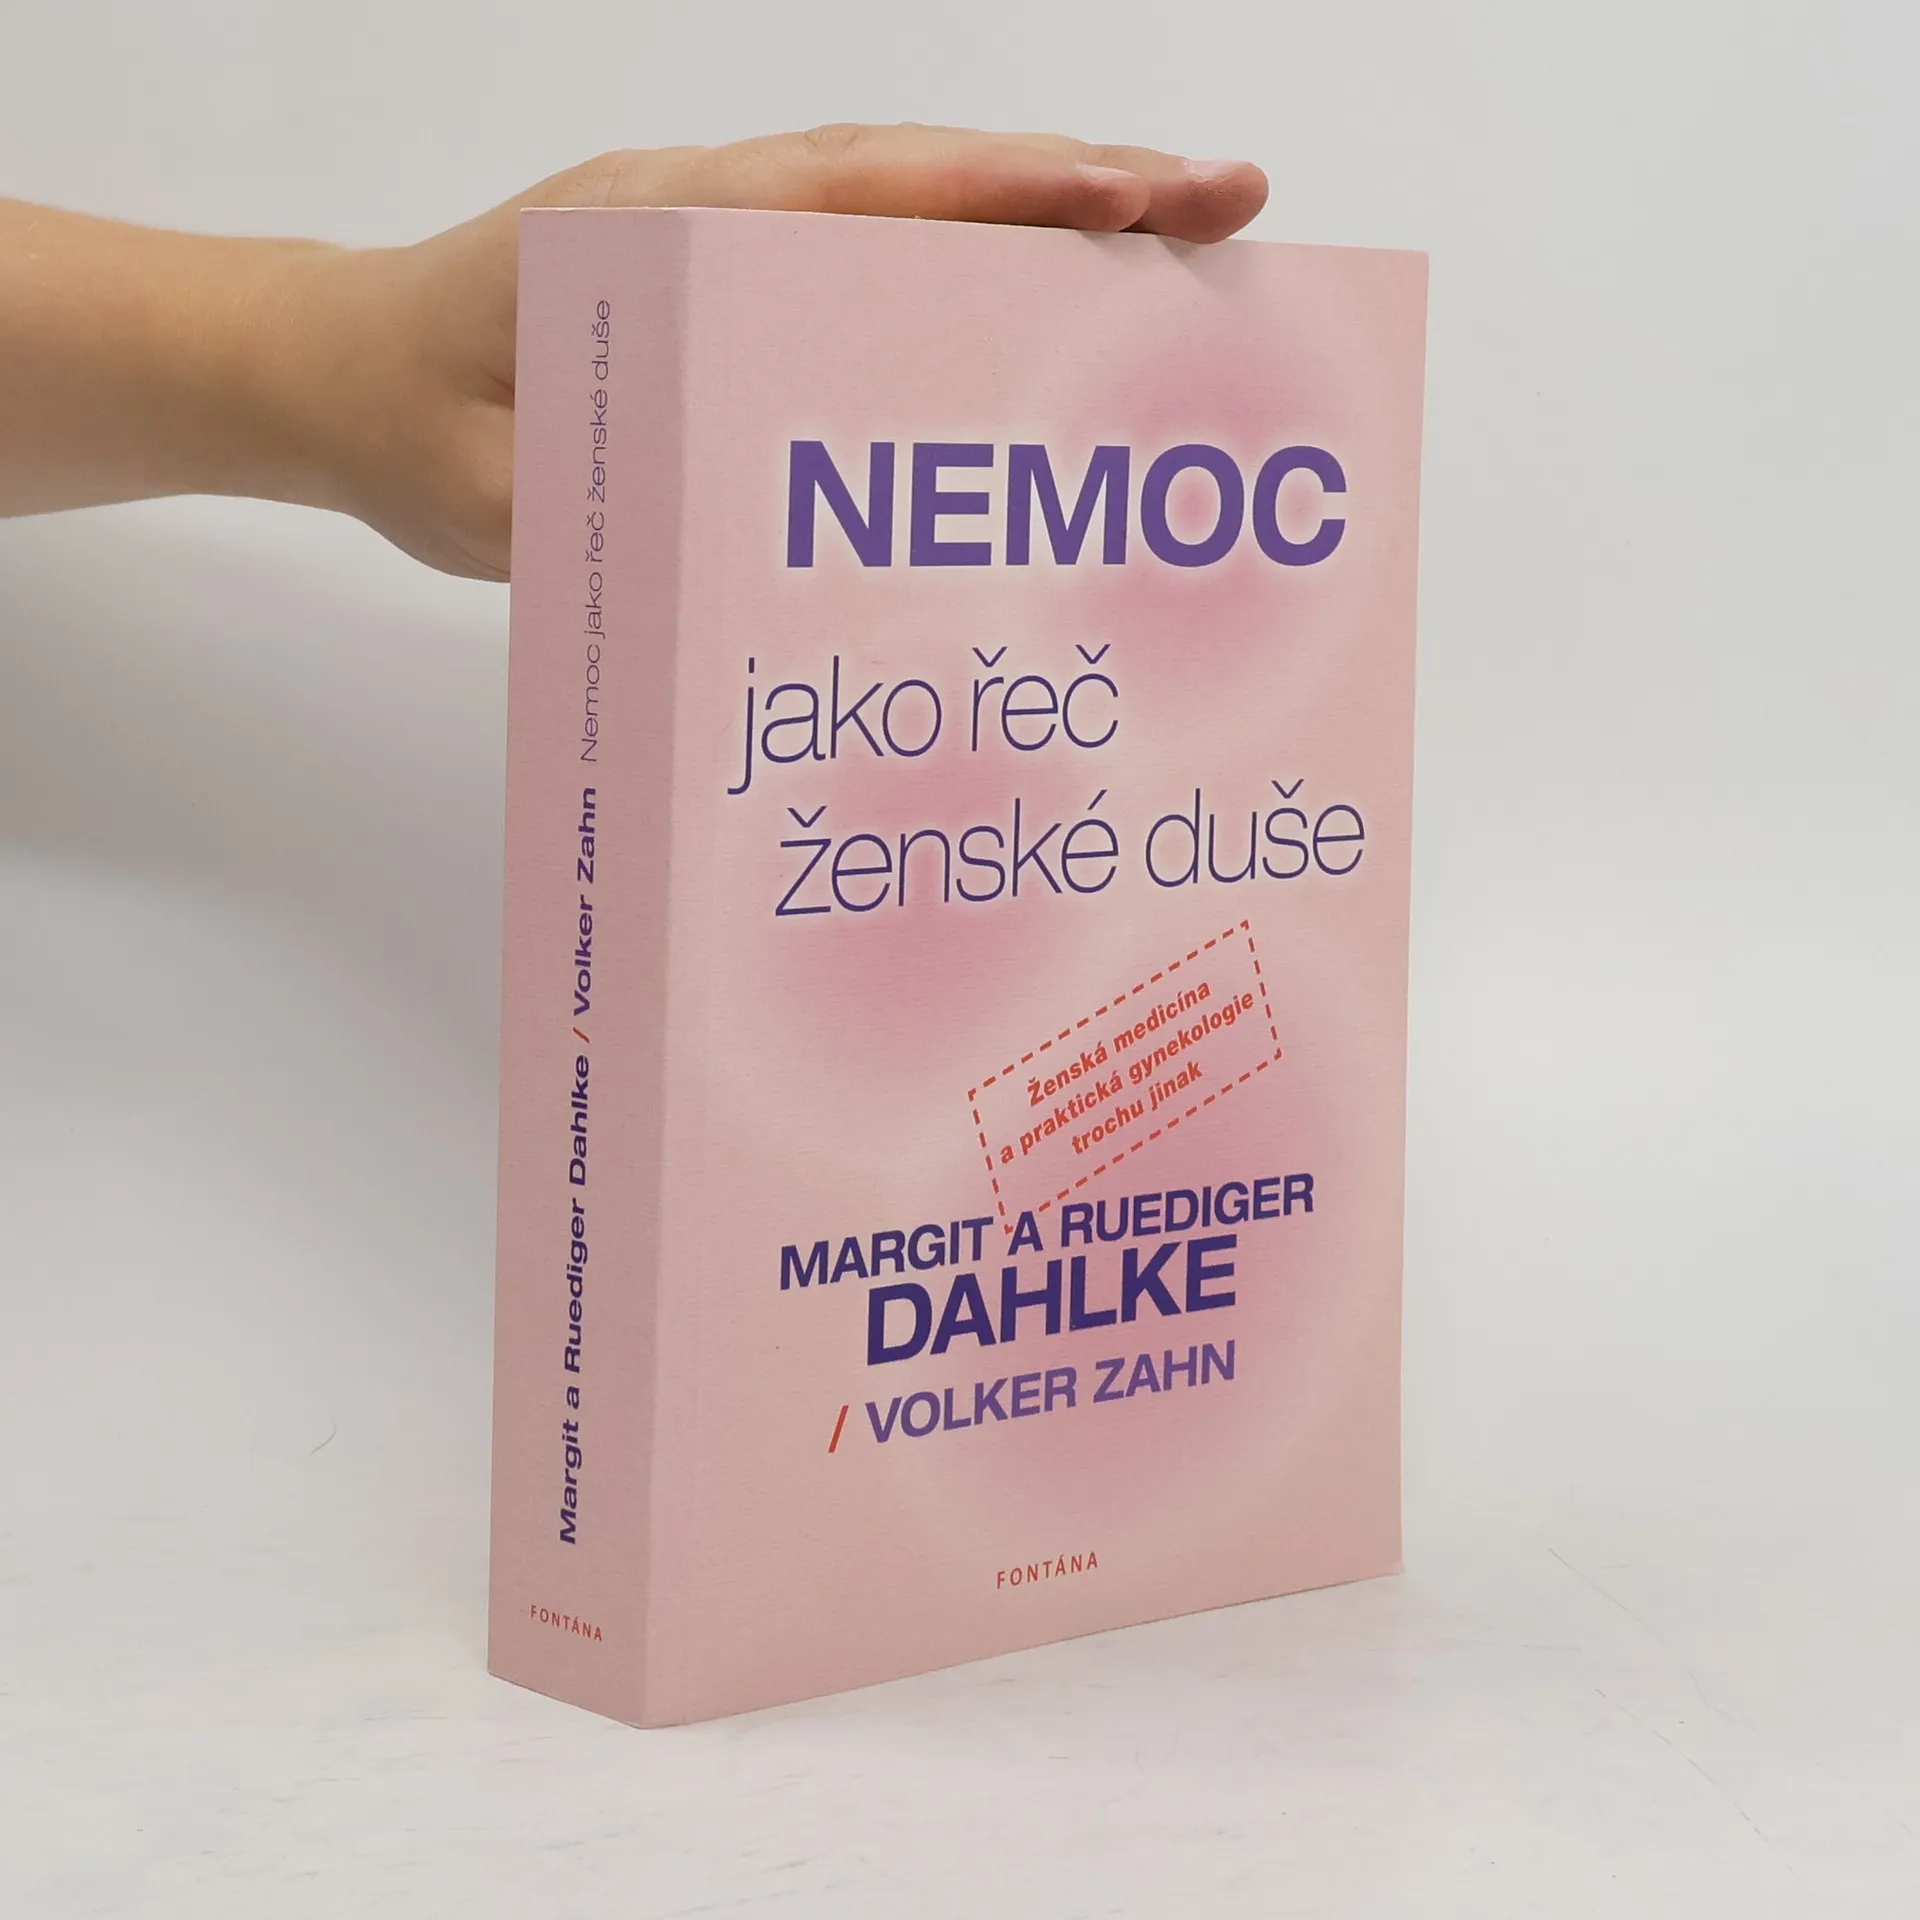 Margit a Ruediger Dahlke / Volker Zahn Nemoc jako řeč ženské duše
FONTÁNA
NEMOC
jako řeč
ženské duše
Ženská medicína
a praktická gynekologie
trochu jinak
MARGIT A RUEDIGER
DAHLKE
/ VOLKER ZAHN
FONTÁNA